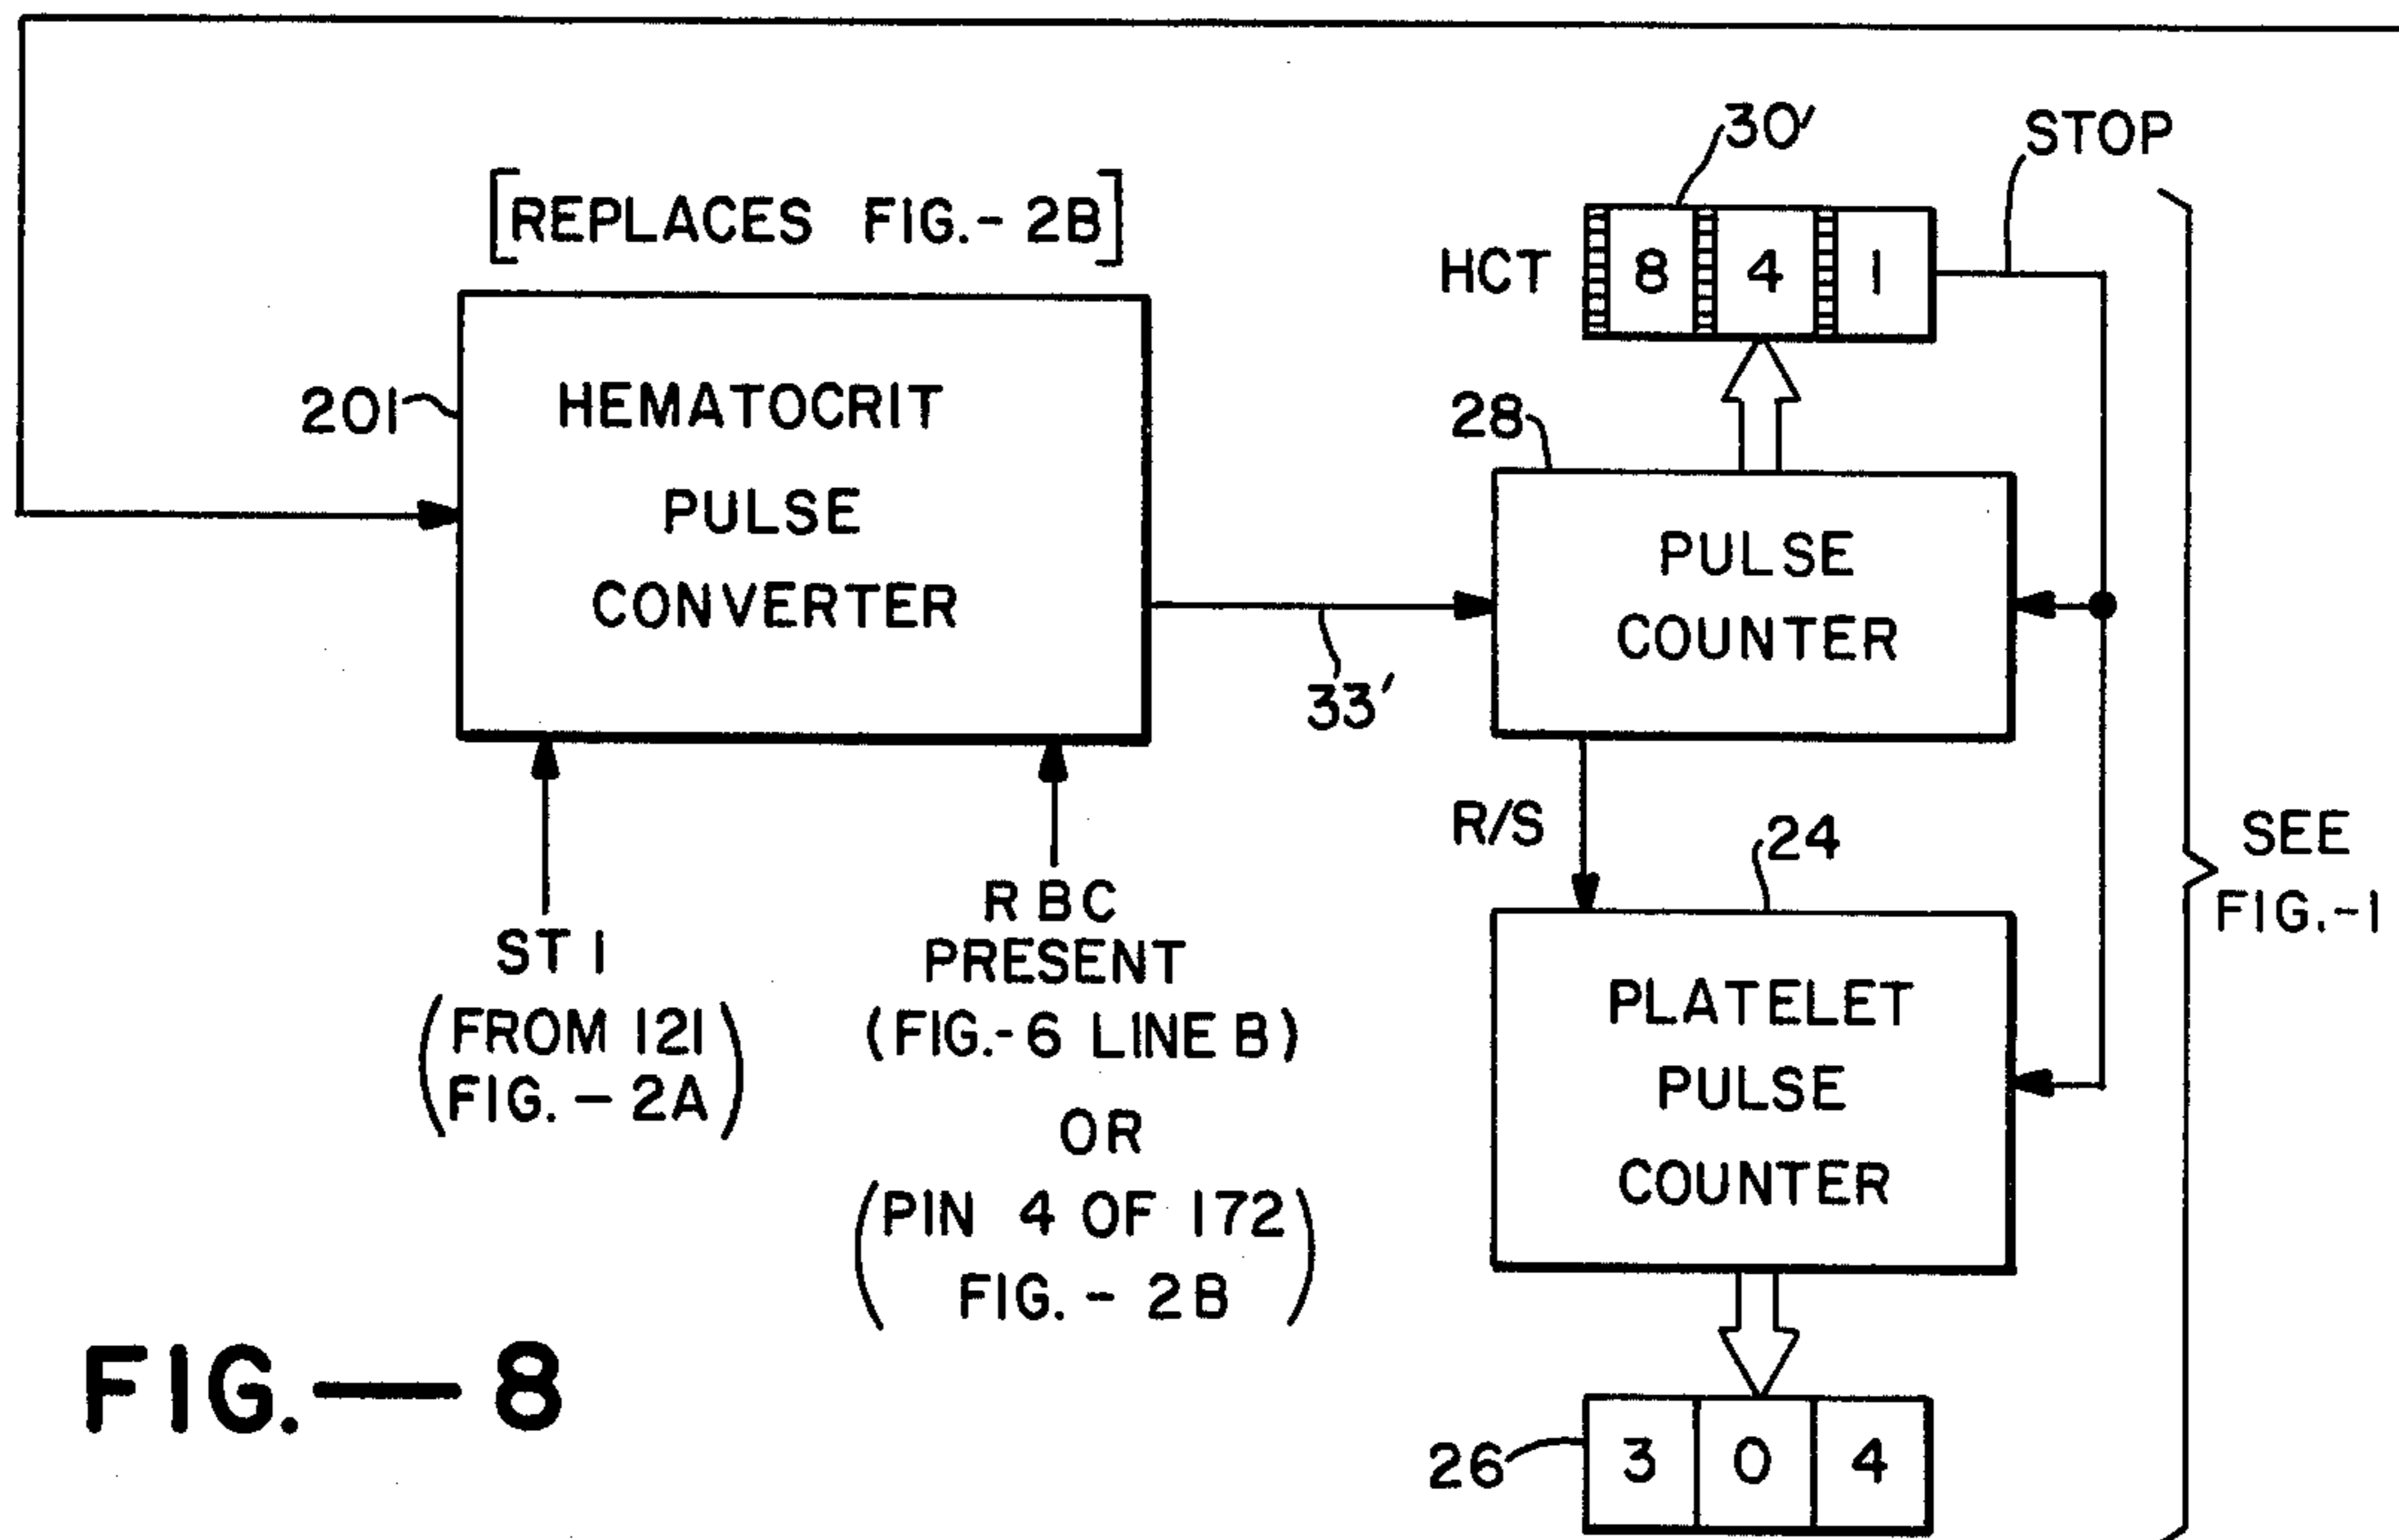 [REPLACES FIG.-2B]
201
HEMATOCRIT
PULSE
CONVERTER
ST 1
(FROM 121
FIG.-2A)
RBC
PRESENT
(FIG.-6 LINE B)
OR
(PIN 4 OF 172
FIG.-2B)
33'
30'
STOP
HCT 8 4 1
28
PULSE
COUNTER
R/S
24
PLATELET
PULSE
COUNTER
26 3 0 4
SEE
FIG.-1
FIG.—8